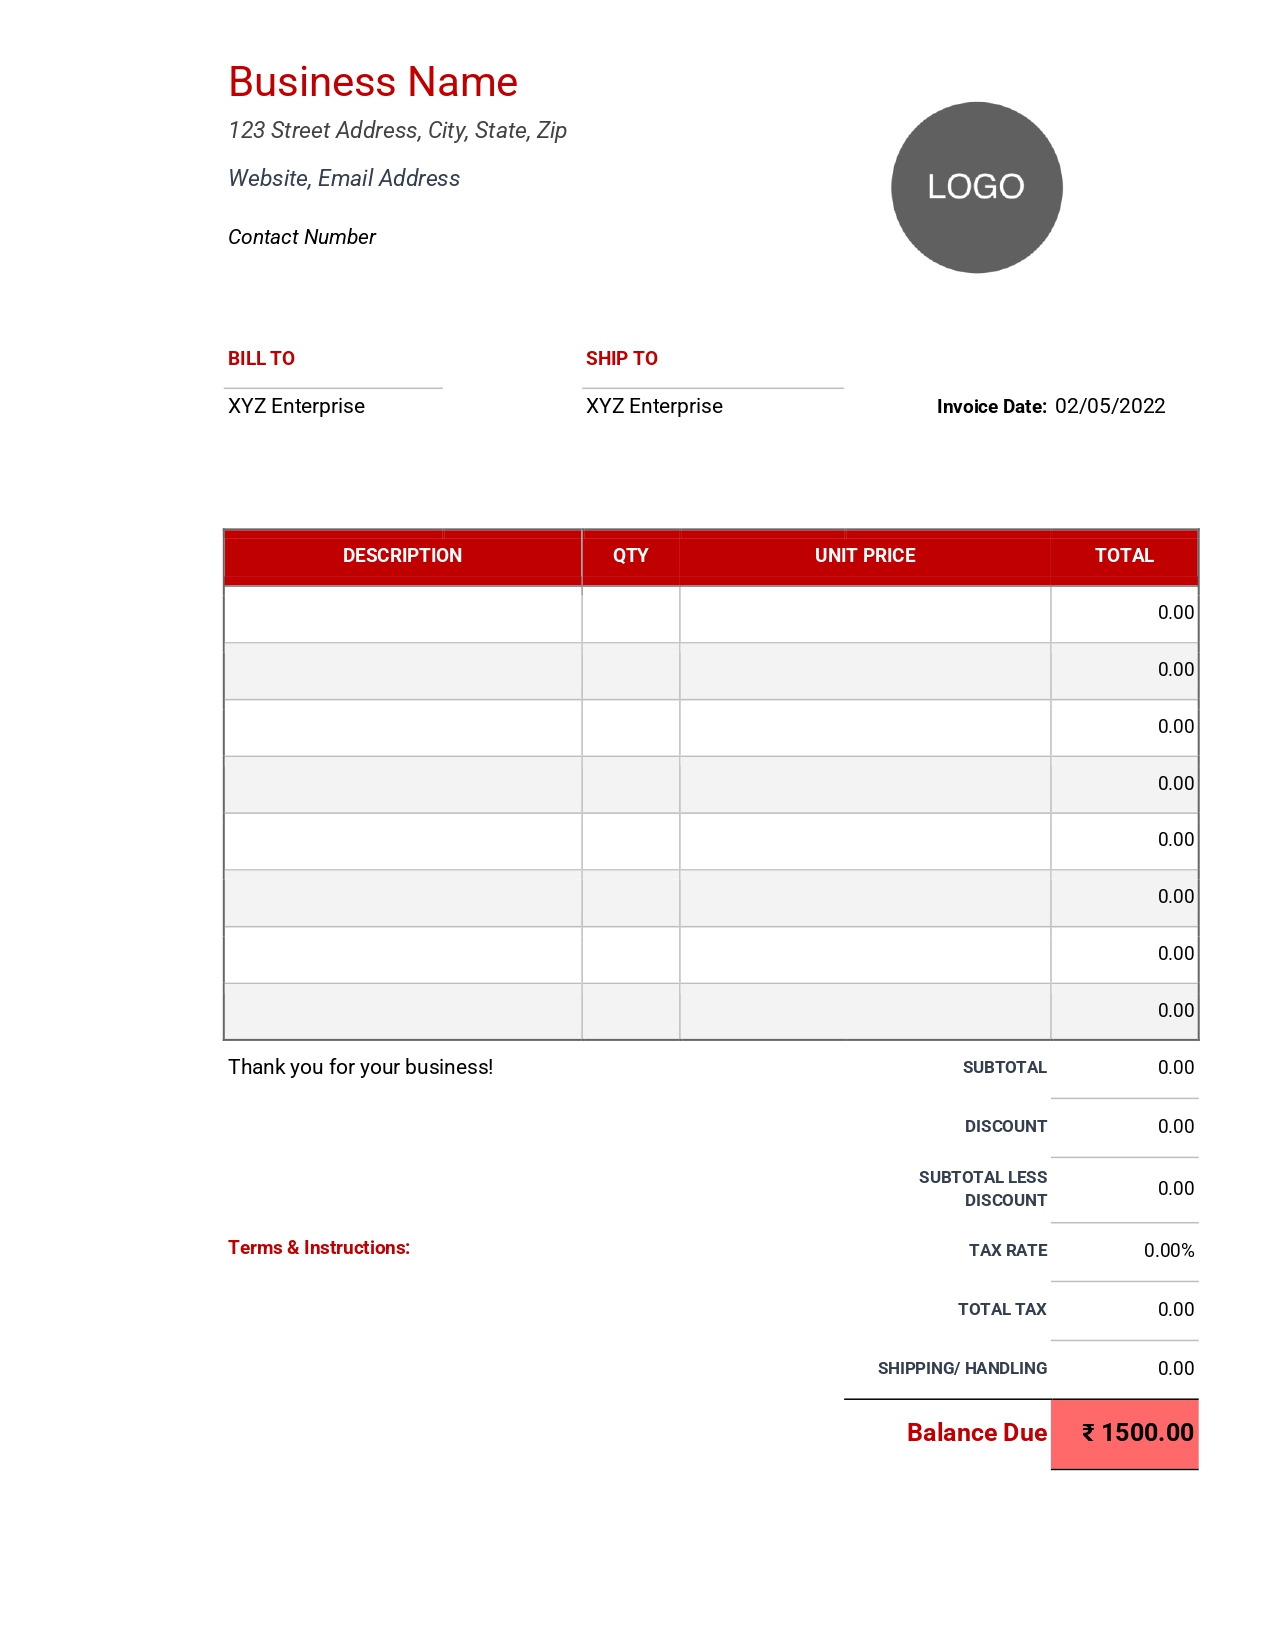 Business Name
123 Street Address, City, State, Zip
Website, Email Address
LOGO
Contact Number
BILL TO SHIP TO
XYZ Enterprise XYZ Enterprise Invoice Date: 02/05/2022
DESCRIPTION QTY UNIT PRICE TOTAL
0.00
0.00
0.00
0.00
0.00
0.00
0.00
0.00
Thank you for your business! SUBTOTAL 0.00
DISCOUNT 0.00
SUBTOTAL LESS
DISCOUNT 0.00
Terms & Instructions: TAX RATE 0.00%
TOTAL TAX 0.00
SHIPPING/ HANDLING 0.00
Balance Due ₹ 1500.00